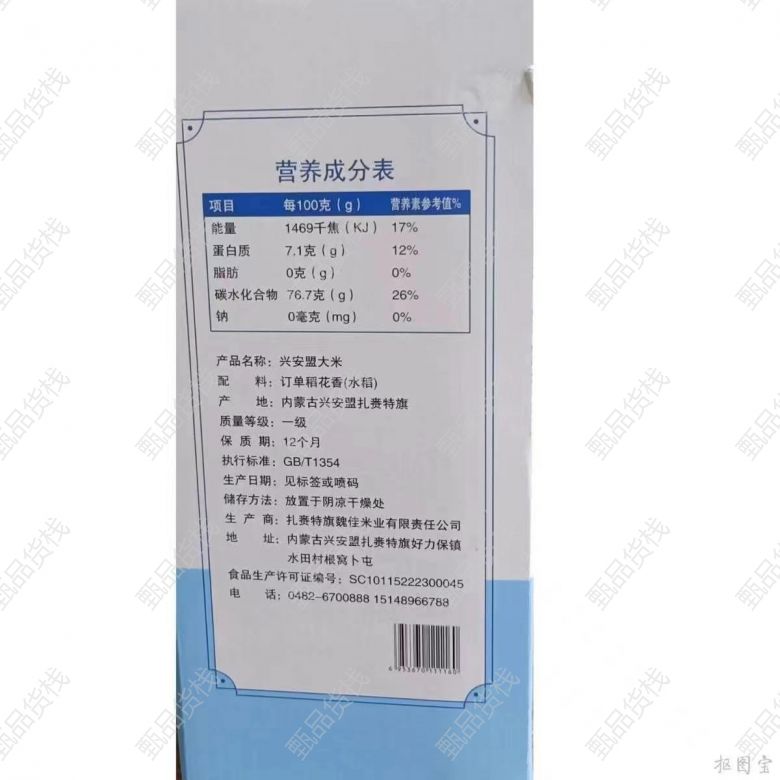 营养成分表
项目 每100克（g） 营养素参考值%
能量 1469千焦（KJ） 17%
蛋白质 7.1克（g） 12%
脂肪 0克（g） 0%
碳水化合物 76.7克（g） 26%
钠 0毫克（mg） 0%
产品名称：兴安盟大米
配 料：订单稻花香(水稻)
产 地：内蒙古兴安盟扎赉特旗
质量等级：一级
保 质 期：12个月
执行标准：GB/T1354
生产日期：见标签或喷码
储存方法：放置于阴凉干燥处
生 产 商：扎赉特旗魏佳米业有限责任公司
地 址：内蒙古兴安盟扎赉特旗好力保镇
水田村根窝卜屯
食品生产许可证编号：SC10115222300045
电 话：0482-6700888 15148966788
甄品货栈
抠图宝